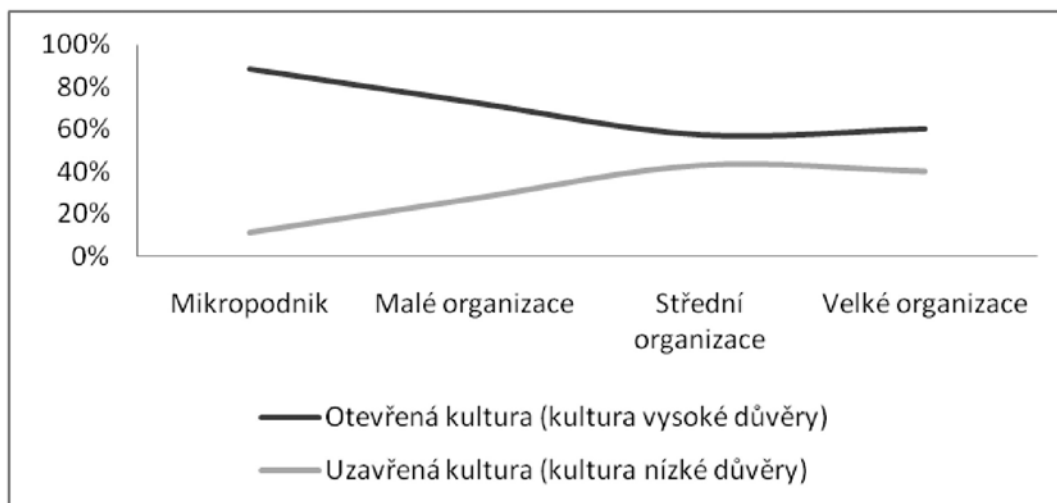 100%
80%
60%
40%
20%
0%
Mikropodnik
Malé organizace
Střední
organizace
Velké organizace
Otevřená kultura (kultura vysoké důvěry)
Uzavřená kultura (kultura nízké důvěry)